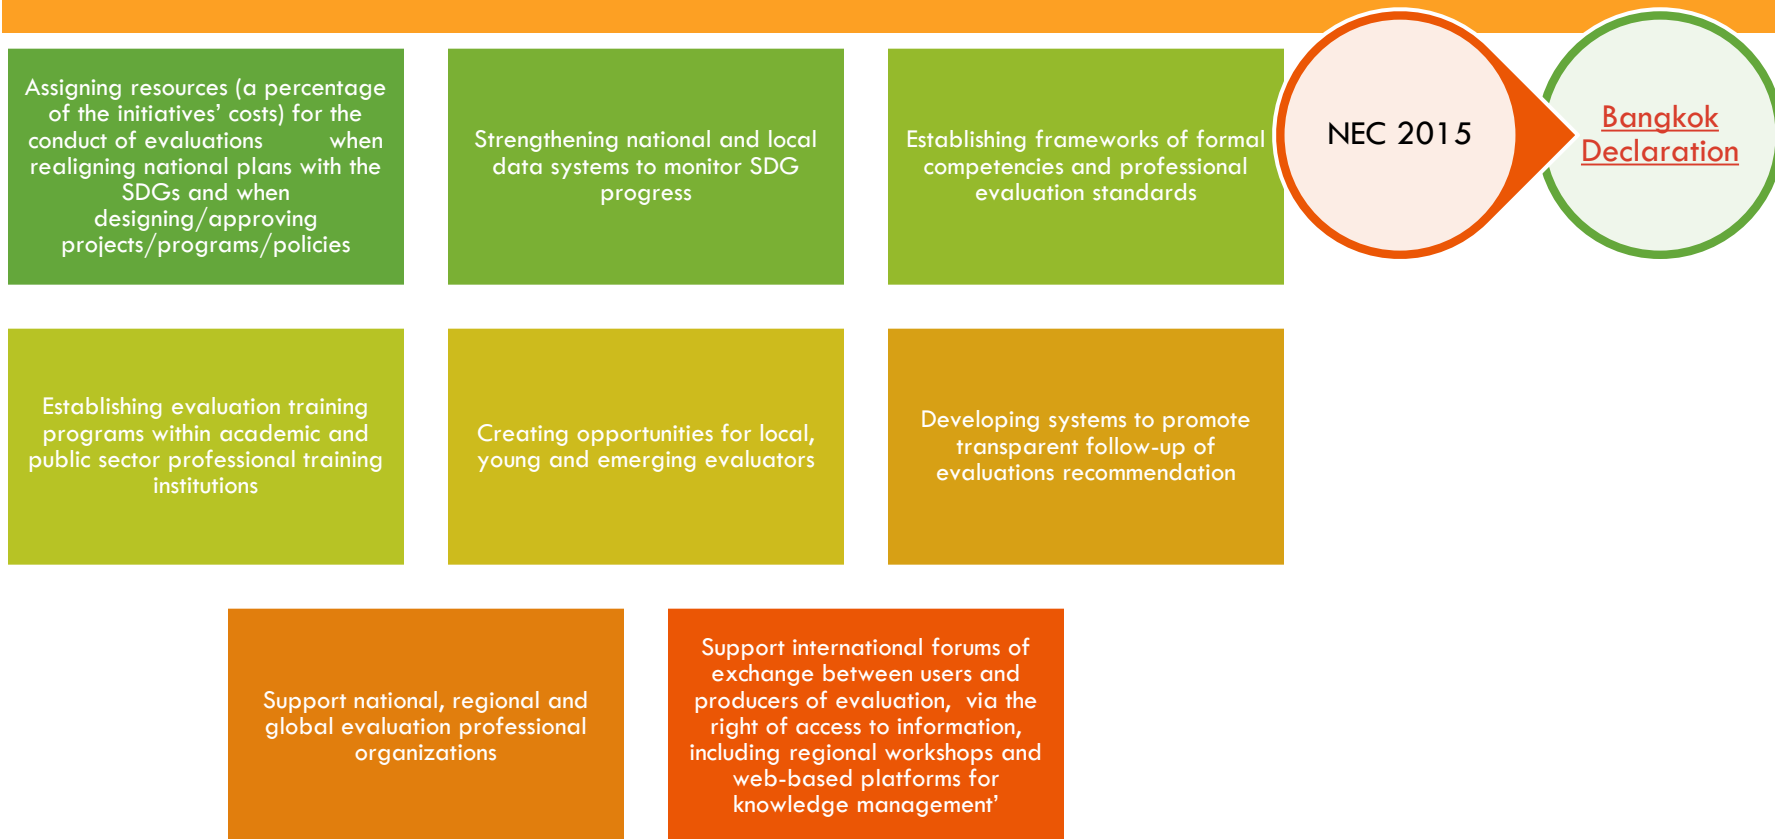 Assigning resources (a percentage
of the initiatives’ costs) for the
conduct of evaluations when
realigning national plans with the
SDGs and when
designing/approving
projects/programs/policies
Strengthening national and local
data systems to monitor SDG
progress
Establishing frameworks of formal
competencies and professional
evaluation standards
NEC 2015
Bangkok
Declaration
Establishing evaluation training
programs within academic and
public sector professional training
institutions
Creating opportunities for local,
young and emerging evaluators
Developing systems to promote
transparent follow-up of
evaluations recommendation
Support national, regional and
global evaluation professional
organizations
Support international forums of
exchange between users and
producers of evaluation, via the
right of access to information,
including regional workshops and
web-based platforms for
knowledge management’